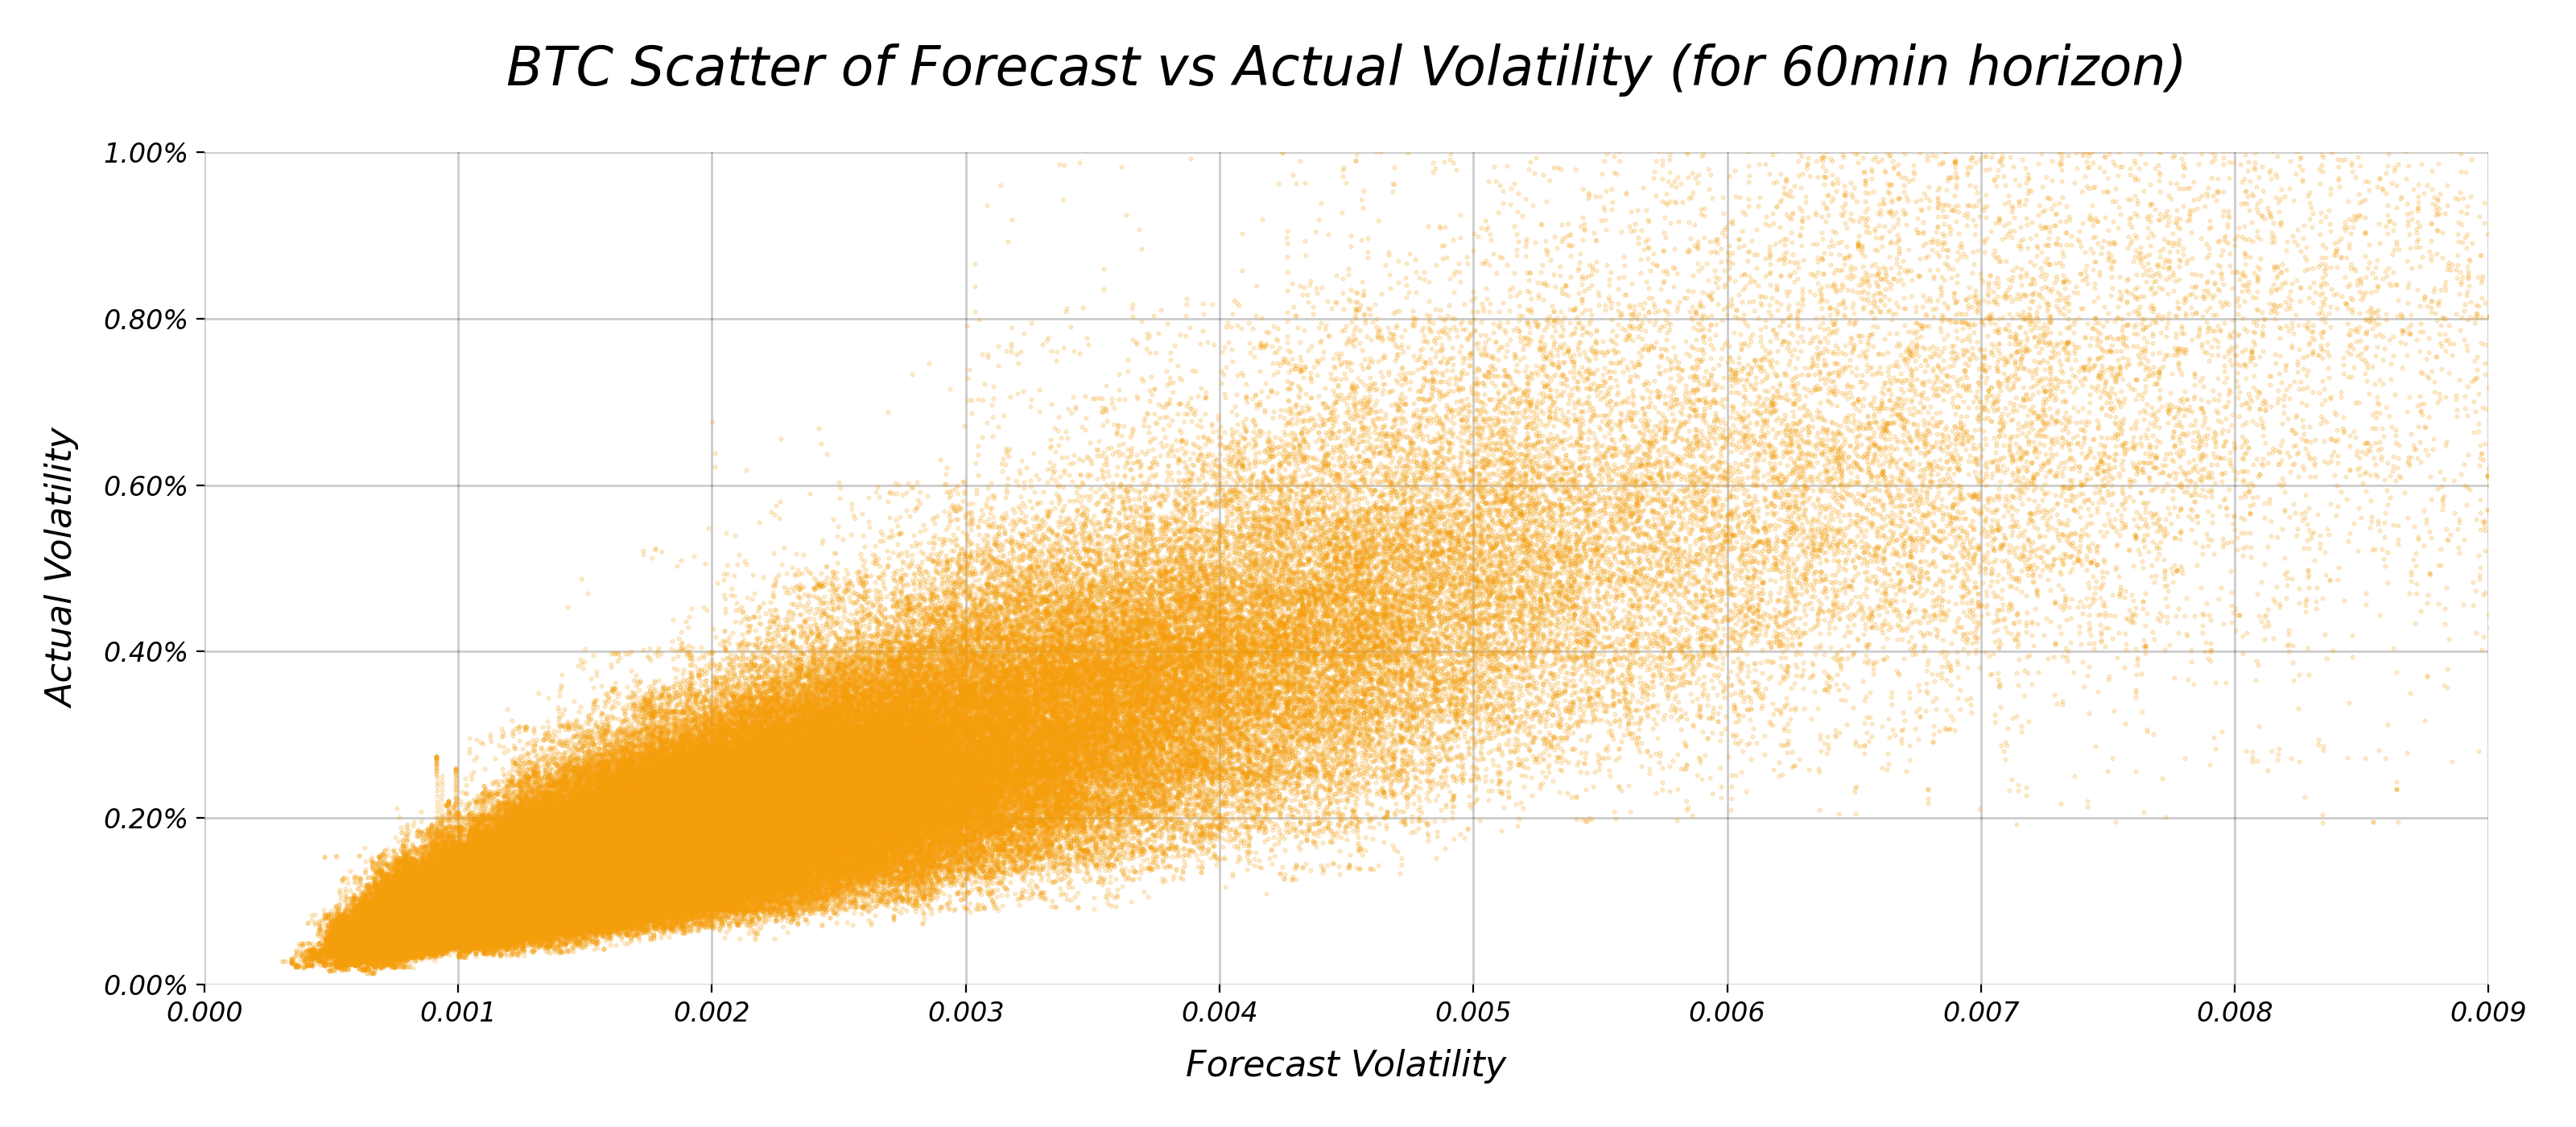 BTC Scatter of Forecast vs Actual Volatility (for 60min horizon)
1.00%
0.80%
0.60%
0.40%
0.20%
0.00%
Actual Volatility
0.000 0.001 0.002 0.003 0.004 0.005 0.006 0.007 0.008 0.009
Forecast Volatility